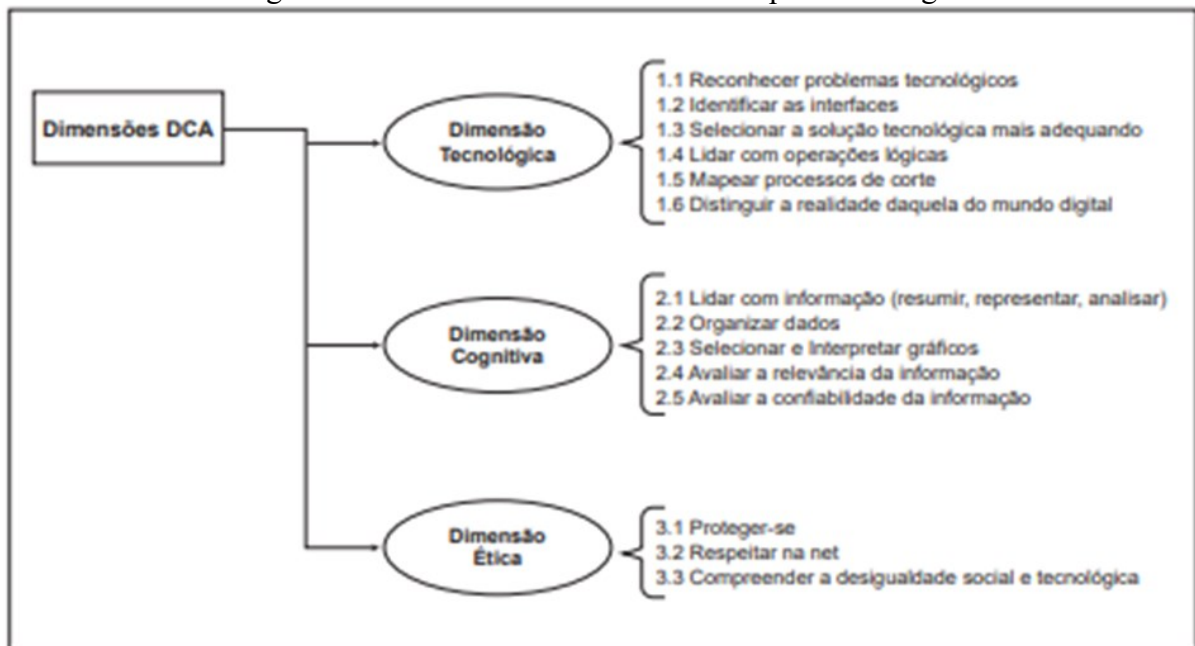 Dimensões DCA
Dimensão
Tecnológica
1.1 Reconhecer problemas tecnológicos
1.2 Identificar as interfaces
1.3 Selecionar a solução tecnológica mais adequando
1.4 Lidar com operações lógicas
1.5 Mapear processos de corte
1.6 Distinguir a realidade daquela do mundo digital
Dimensão
Cognitiva
2.1 Lidar com informação (resumir, representar, analisar)
2.2 Organizar dados
2.3 Selecionar e Interpretar gráficos
2.4 Avaliar a relevância da informação
2.5 Avaliar a confiabilidade da informação
Dimensão
Ética
3.1 Proteger-se
3.2 Respeitar na net
3.3 Compreender a desigualdade social e tecnológica